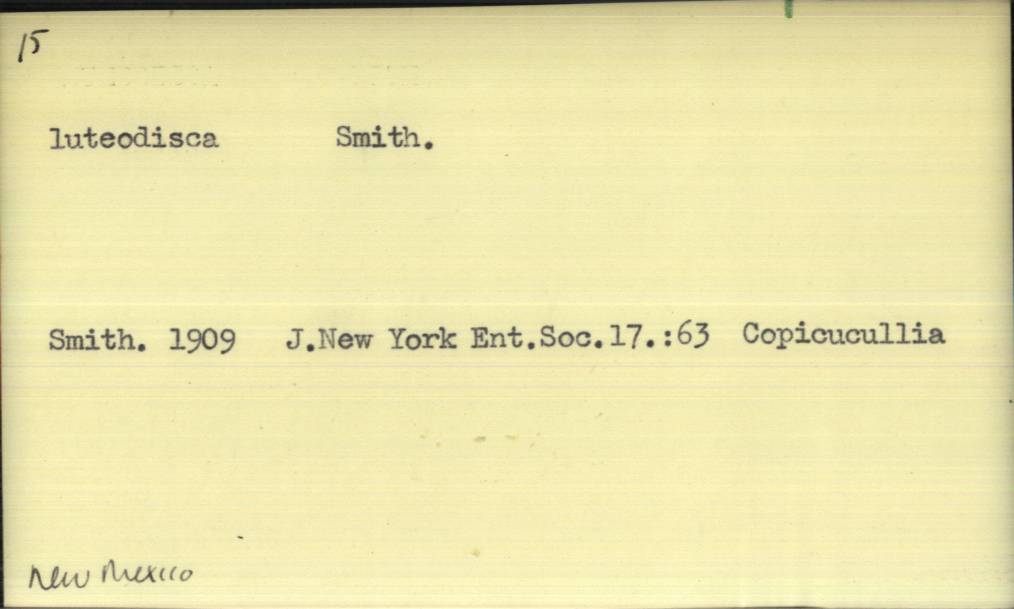 15
luteodisca Smith.
Smith. 1909 J.New York Ent.Soc.17.:63 Copicucullia
New Mexico